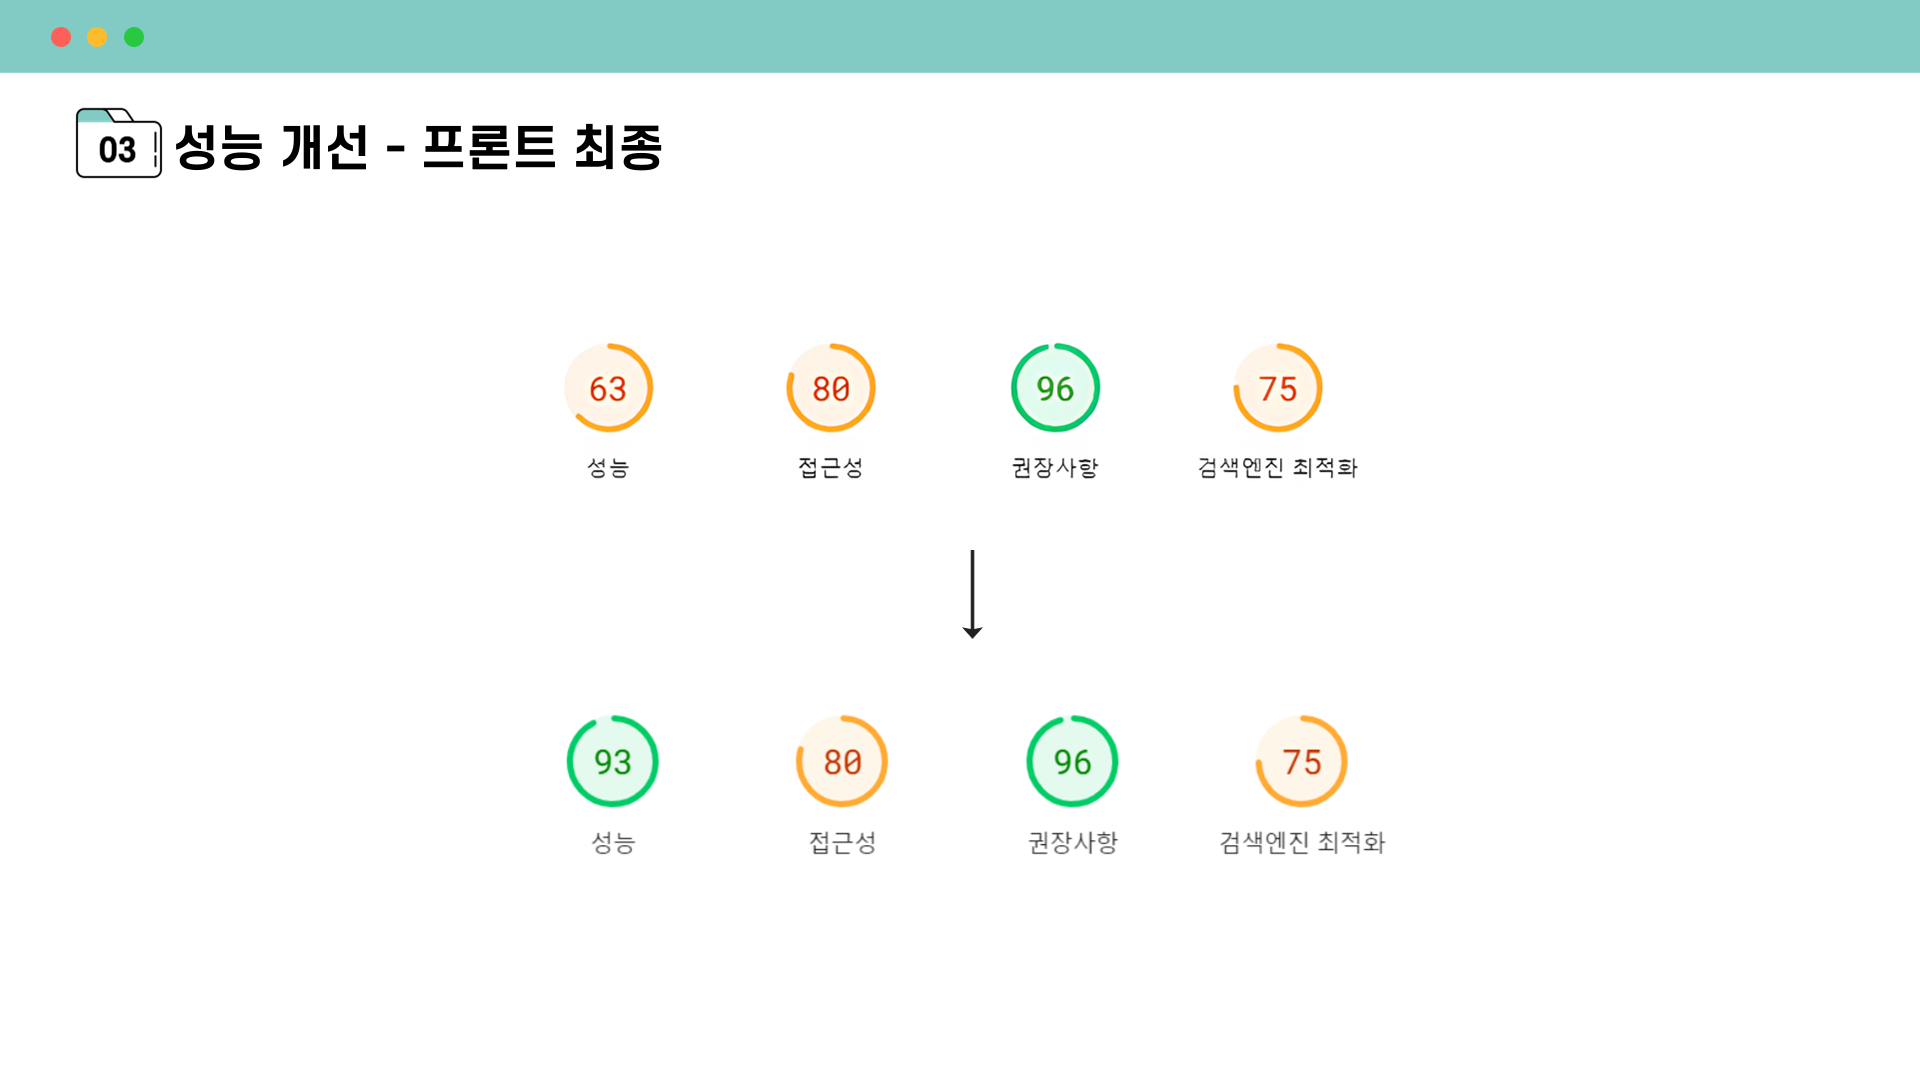 03 성능 개선 - 프론트 최종
63 80 96 75
성능 접근성 권장사항 검색엔진 최적화
93 80 96 75
성능 접근성 권장사항 검색엔진 최적화